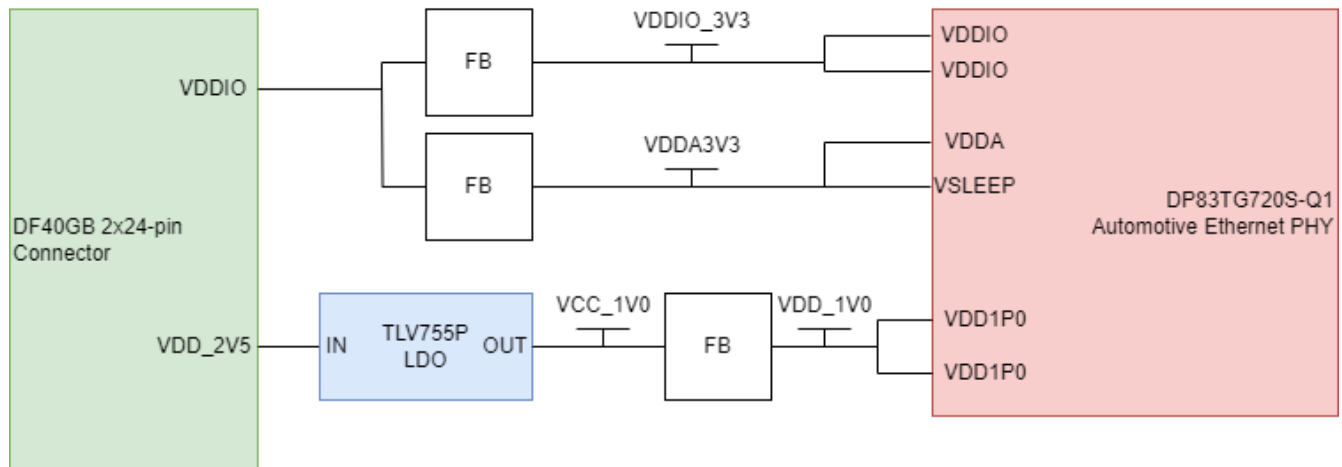 VDDIO_3V3
VDDIO
FB
VDDIO
VDDIO
VDDA3V3
VDDA
FB
VSLEEP
DF40GB 2x24-pin
Connector
DP83TG720S-Q1
Automotive Ethernet PHY
VCC_1V0
VDD_1V0
VDD1P0
VDD_2V5
IN
TLV755P
LDO
OUT
FB
VDD1P0